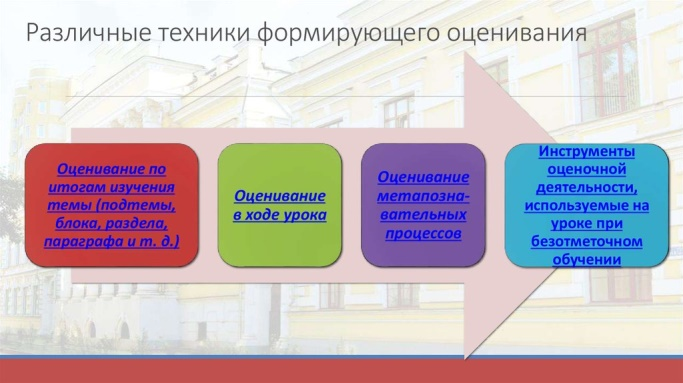 Различные техники формирующего оценивания
Оценивание по
итогам изучения
темы (подтемы,
блока, раздела,
параграфа и т. д.)
Оценивание
в ходе урока
Оценивание
метапозна-
вательных
процессов
Инструменты
оценочной
деятельности,
используемые на
уроке при
безотметочном
обучении